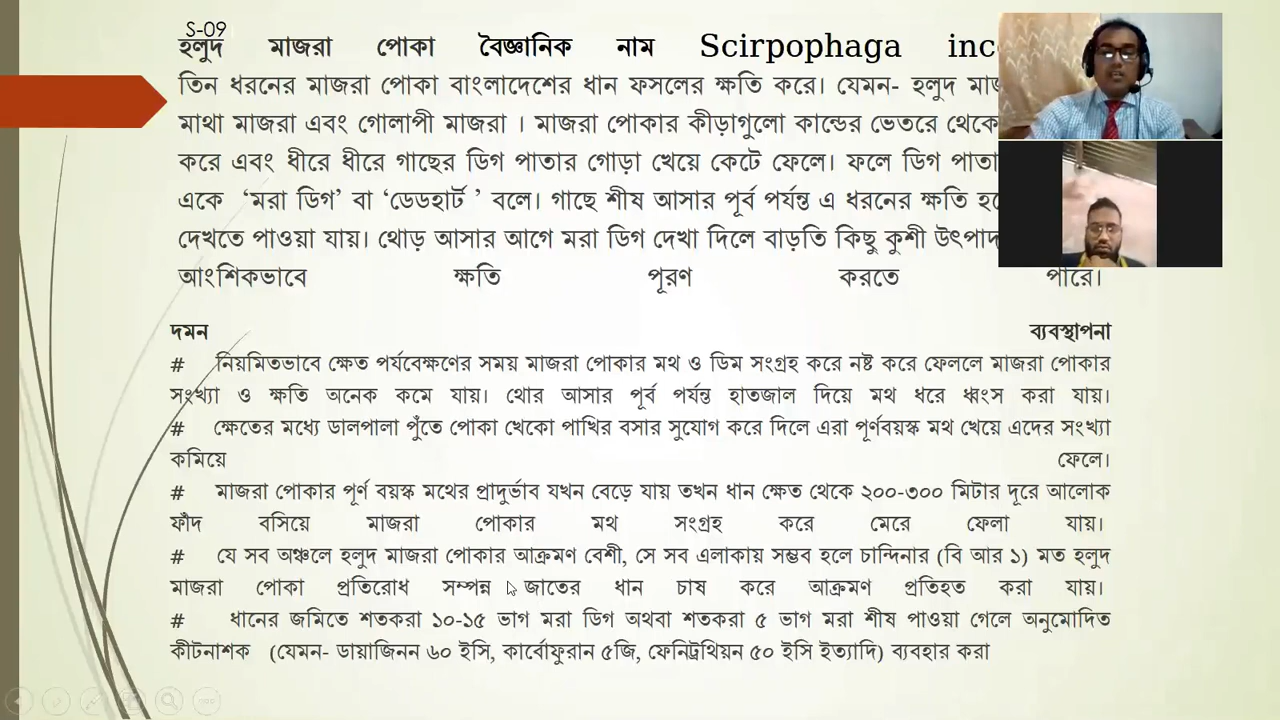 S-09
হলুদ মাজরা পোকা বৈজ্ঞানিক নাম Scirpophaga
তিন ধরনের মাজরা পোকা বাংলাদেশের ধান ফসলের ক্ষতি করে। যেমন- হলুদ
মাথা মাজরা এবং গোলাপী মাজরা । মাজরা পোকার কীড়াগুলো কান্ডের ভেতরে থেকে
করে এবং ধীরে ধীরে গাছের ডিগ পাতার গোড়া খেয়ে কেটে ফেলে। ফলে ডিগ পাতা
একে ‘মরা ডিগ’ বা ‘ডেডহার্ট ’ বলে। গাছে শীষ আসার পূর্ব পর্যন্ত এ ধরনের ক্ষতি
দেখতে পাওয়া যায়। থোড় আসার আগে মরা ডিগ দেখা দিলে বাড়তি কিছু কুশী
আংশিকভাবে ক্ষতি পূরণ করতে পারে।
দমন ব্যবস্থাপনা
# নিয়মিতভাবে ক্ষেত পর্যবেক্ষণের সময় মাজরা পোকার মথ ও ডিম সংগ্রহ করে নষ্ট করে ফেললে মাজরা পোকার
সংখ্যা ও ক্ষতি অনেক কমে যায়। থোর আসার পূর্ব পর্যন্ত হাতজাল দিয়ে মথ ধরে ধ্বংস করা যায়।
# ক্ষেতের মধ্যে ডালপালা পুঁতে পোকা খেকো পাখির বসার সুযোগ করে দিলে এরা পূর্ণবয়স্ক মথ খেয়ে এদের সংখ্যা
কমিয়ে ফেলে।
# মাজরা পোকার পূর্ণ বয়স্ক মথের প্রাদুর্ভাব যখন বেড়ে যায় তখন ধান ক্ষেত থেকে ২০০-৩০০ মিটার দূরে আলোক
ফাঁদ বসিয়ে মাজরা পোকার মথ সংগ্রহ করে মেরে ফেলা যায়।
# যে সব অঞ্চলে হলুদ মাজরা পোকার আক্রমণ বেশী, সে সব এলাকায় সম্ভব হলে চান্দিনার (বি আর ১) মত হলুদ
মাজরা পোকা প্রতিরোধ সম্পন্ন জাতের ধান চাষ করে আক্রমণ প্রতিহত করা যায়।
# ধানের জমিতে শতকরা ১০-১৫ ভাগ মরা ডিগ অথবা শতকরা ৫ ভাগ মরা শীষ পাওয়া গেলে অনুমোদিত
কীটনাশক (যেমন- ডায়াজিনন ৬০ ইসি, কার্বোফুরান ৫জি, ফেনিট্রথিয়ন ৫০ ইসি ইত্যাদি) ব্যবহার করা